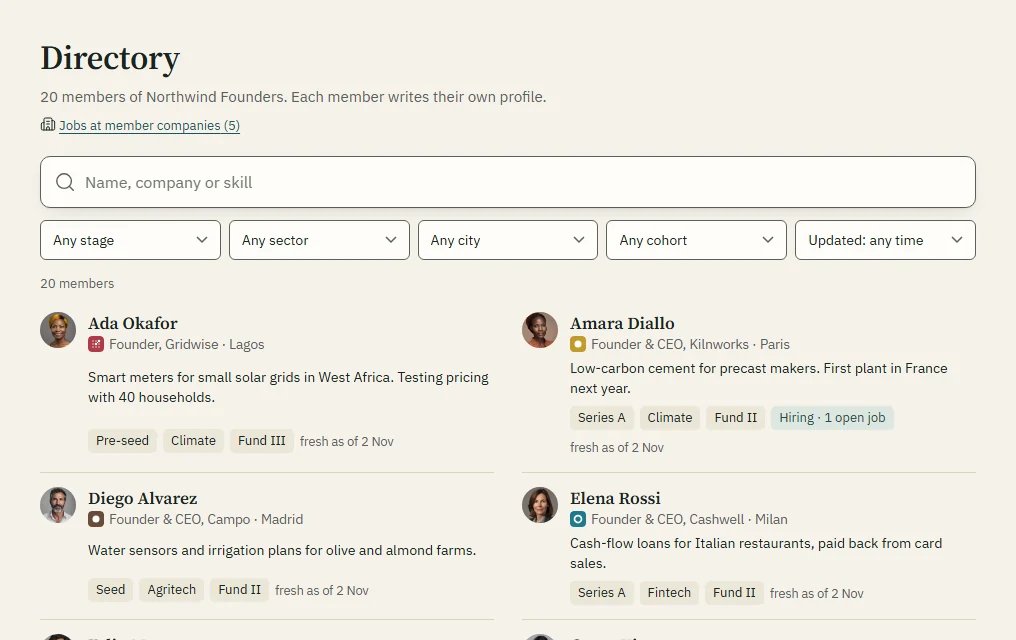 Directory
20 members of Northwind Founders. Each member writes their own profile.
Jobs at member companies (5)
Name, company or skill
Any stage
Any sector
Any city
Any cohort
Updated: any time
20 members
Ada Okafor
Founder, Gridwise · Lagos
Smart meters for small solar grids in West Africa. Testing pricing
with 40 households.
Pre-seed
Climate
Fund III
fresh as of 2 Nov
Amara Diallo
Founder & CEO, Kilnworks · Paris
Low-carbon cement for precast makers. First plant in France
next year.
Series A
Climate
Fund II
Hiring · 1 open job
fresh as of 2 Nov
Diego Alvarez
Founder & CEO, Campo · Madrid
Water sensors and irrigation plans for olive and almond farms.
Seed
Agritech
Fund II
fresh as of 2 Nov
Elena Rossi
Founder & CEO, Cashwell · Milan
Cash-flow loans for Italian restaurants, paid back from card
sales.
Series A
Fintech
Fund II
fresh as of 2 Nov